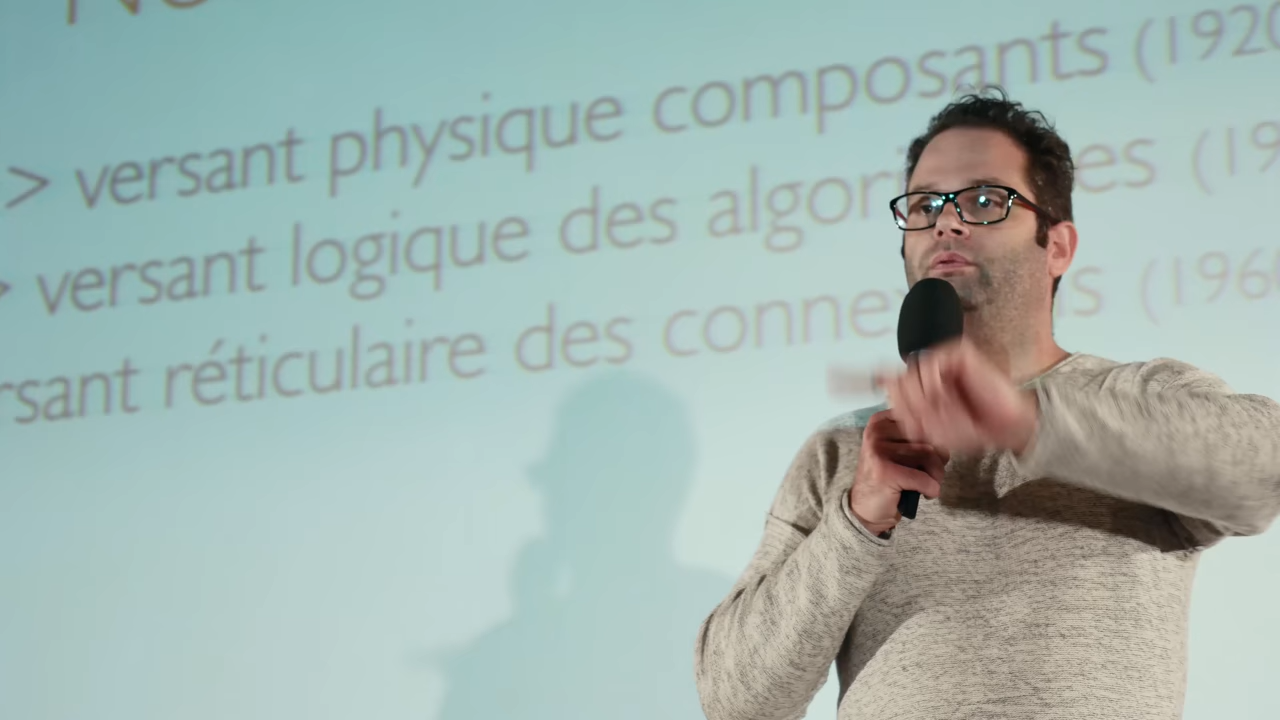 > versant physique composants (1920
> versant logique des algor es (19
rsant réticulaire des conne s (196